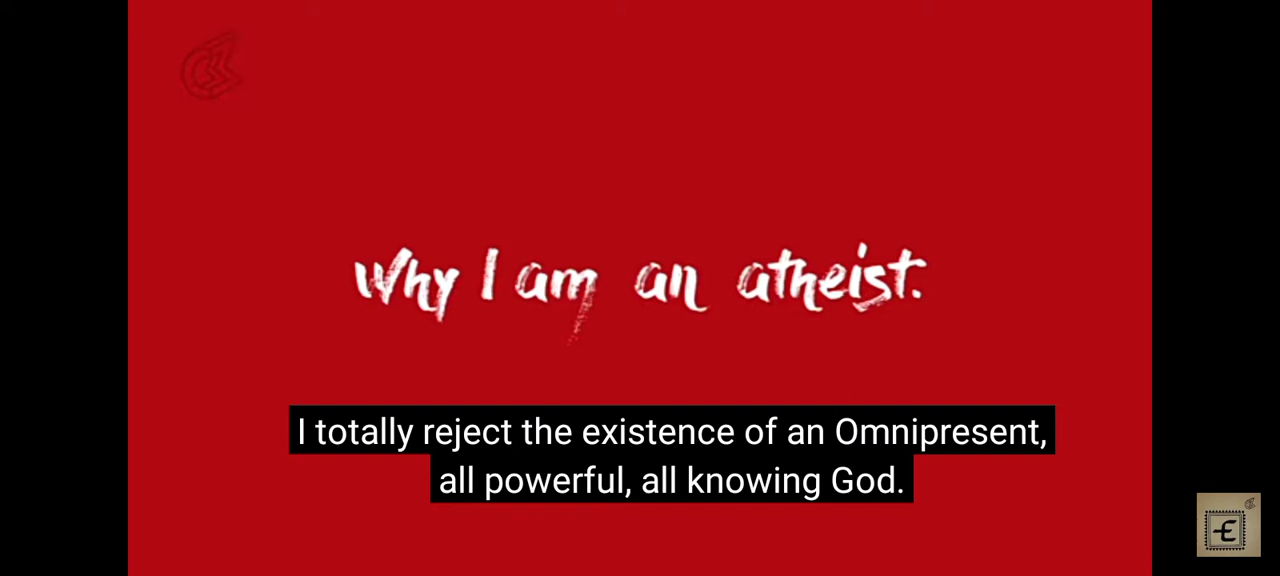 Why I am an atheist.
I totally reject the existence of an Omnipresent,
all powerful, all knowing God.